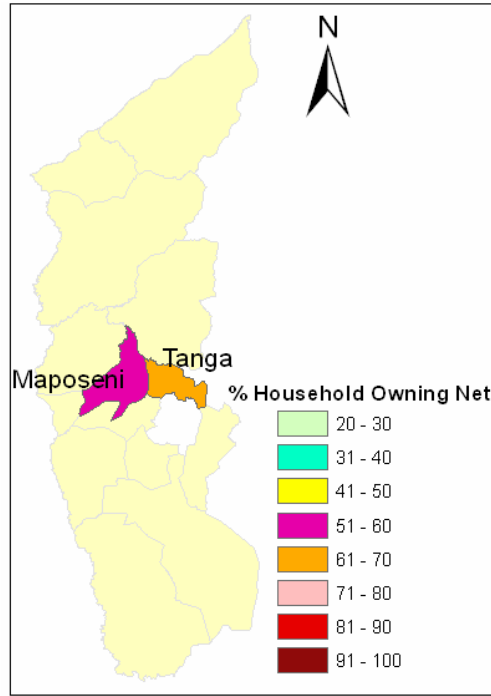 N
Tanga
Maposeni
% Household Owning Net
20 - 30
31 - 40
41 - 50
51 - 60
61 - 70
71 - 80
81 - 90
91 - 100